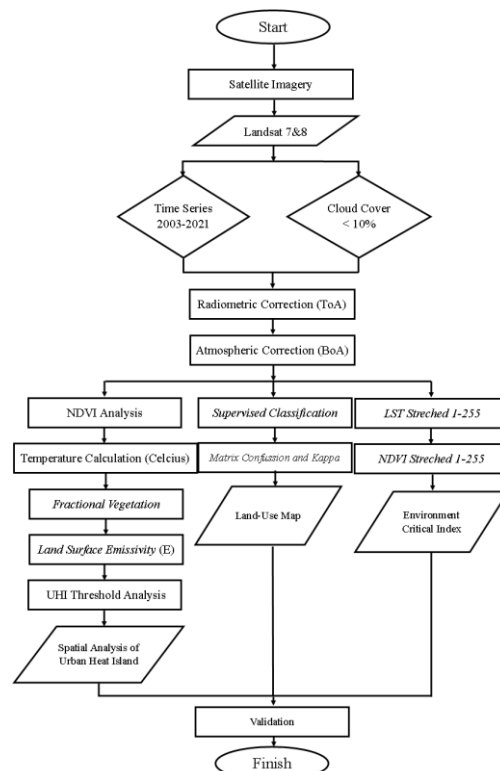 Start
Satellite Imagery
Landsat 7&8
Time Series
2003-2021
Cloud Cover
< 10%
Radiometric Correction (ToA)
Atmospheric Correction (BoA)
NDVI Analysis
Supervised Classification
LST Streched 1-255
Temperature Calculation (Celcius)
Matrix Confussion and Kappa
NDVI Streched 1-255
Fractional Vegetation
Land-Use Map
Environment
Critical Index
Land Surface Emissivity (E)
UHI Threshold Analysis
Spatial Analysis of
Urban Heat Island
Validation
Finish